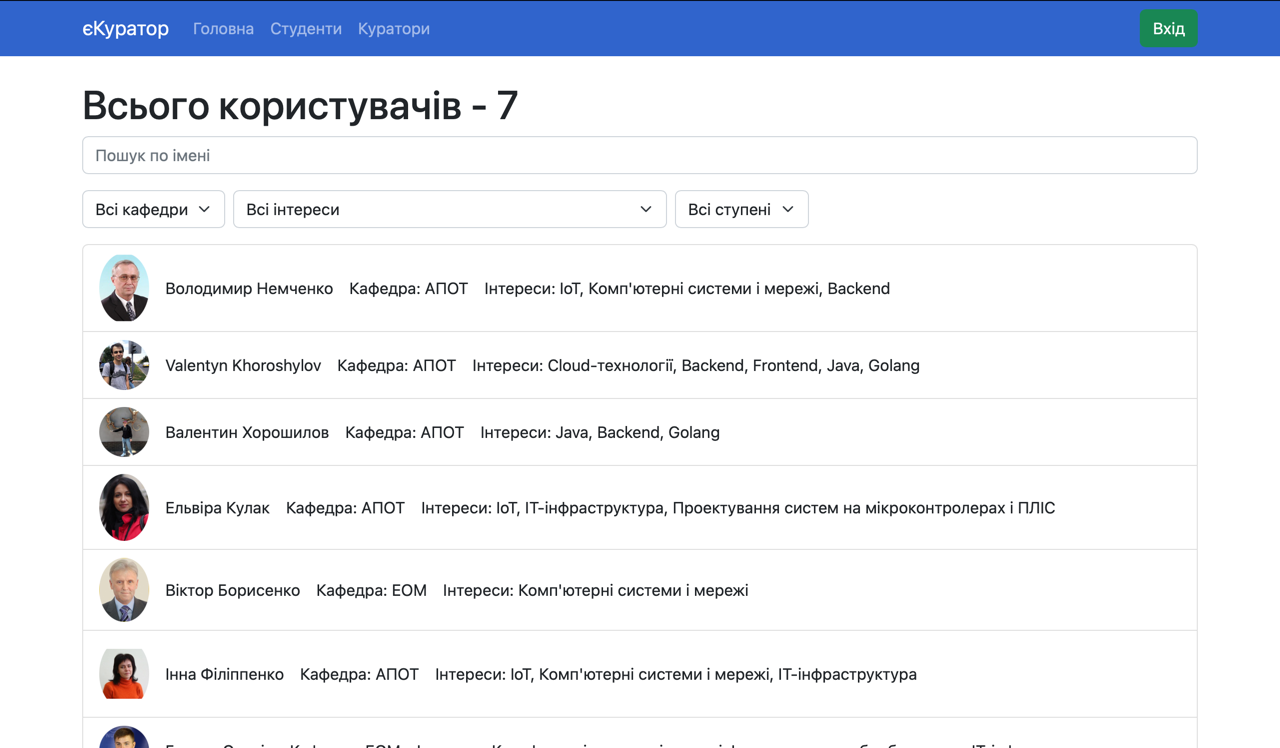 єКуратор Головна Студенти Куратори Вхід
Всього користувачів - 7
Пошук по імені
Всі кафедри Всі інтереси Всі ступені
Володимир Немченко Кафедра: АПОТ Інтереси: IoT, Комп'ютерні системи і мережі, Backend
Valentyn Khoroshylov Кафедра: АПОТ Інтереси: Cloud-технології, Backend, Frontend, Java, Golang
Валентин Хорошилов Кафедра: АПОТ Інтереси: Java, Backend, Golang
Ельвіра Кулак Кафедра: АПОТ Інтереси: IoT, IT-інфраструктура, Проектування систем на мікроконтролерах і ПЛІС
Віктор Борисенко Кафедра: ЕОМ Інтереси: Комп'ютерні системи і мережі
Інна Філіппенко Кафедра: АПОТ Інтереси: IoT, Комп'ютерні системи і мережі, IT-інфраструктура